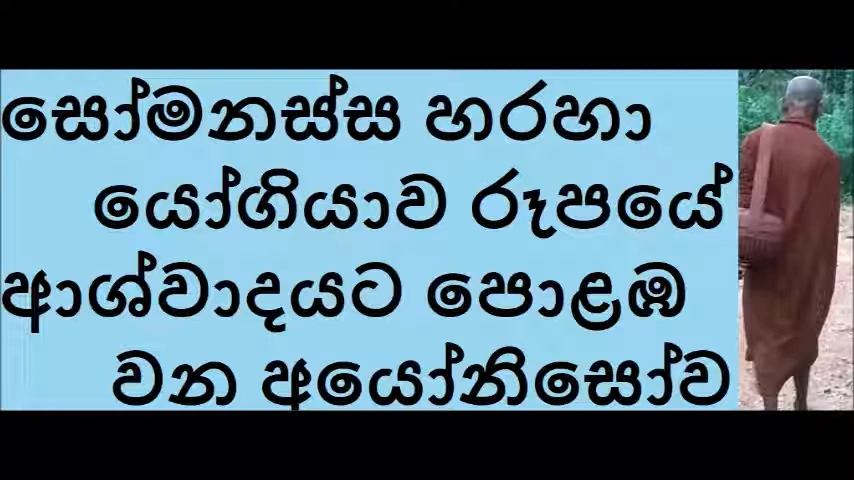 සෝමනස්ස හරහා
යෝගියාව රූපයේ
ආශ්වාදයට පොළඹ
වන අයෝනිසෝව